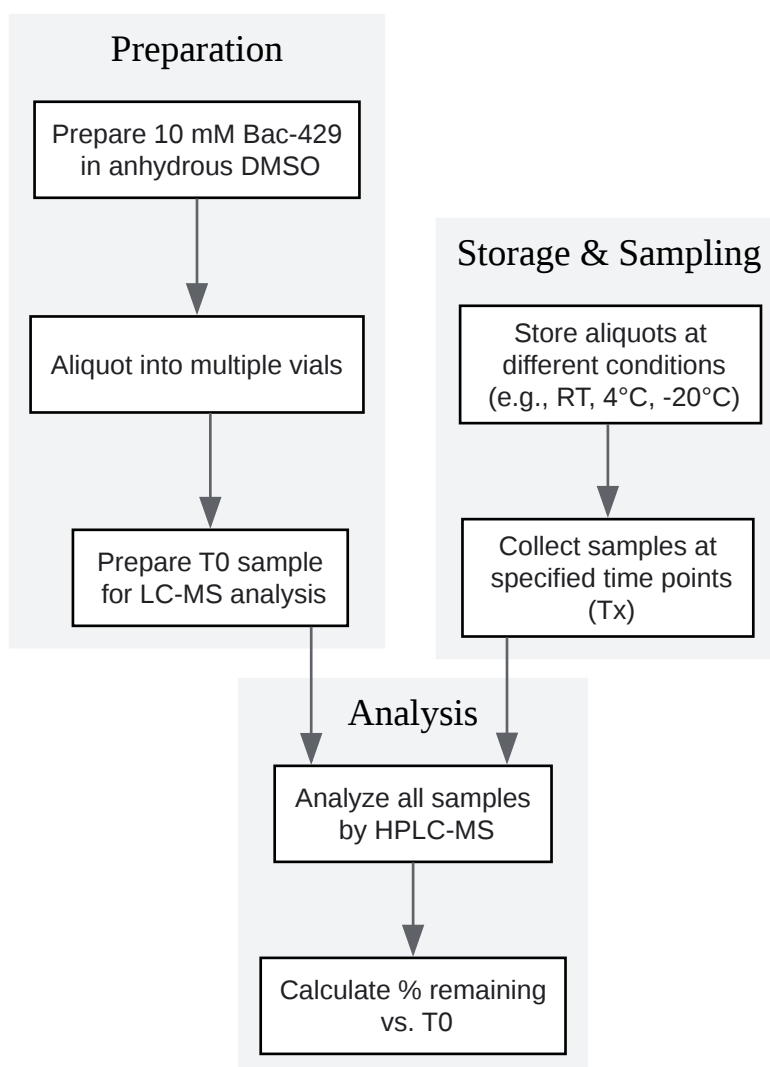 Preparation
Prepare 10 mM Bac-429
in anhydrous DMSO
Aliquot into multiple vials
Prepare T0 sample
for LC-MS analysis
Storage & Sampling
Store aliquots at
different conditions
(e.g., RT, 4°C, -20°C)
Collect samples at
specified time points
(Tx)
Analysis
Analyze all samples
by HPLC-MS
Calculate % remaining
vs. T0